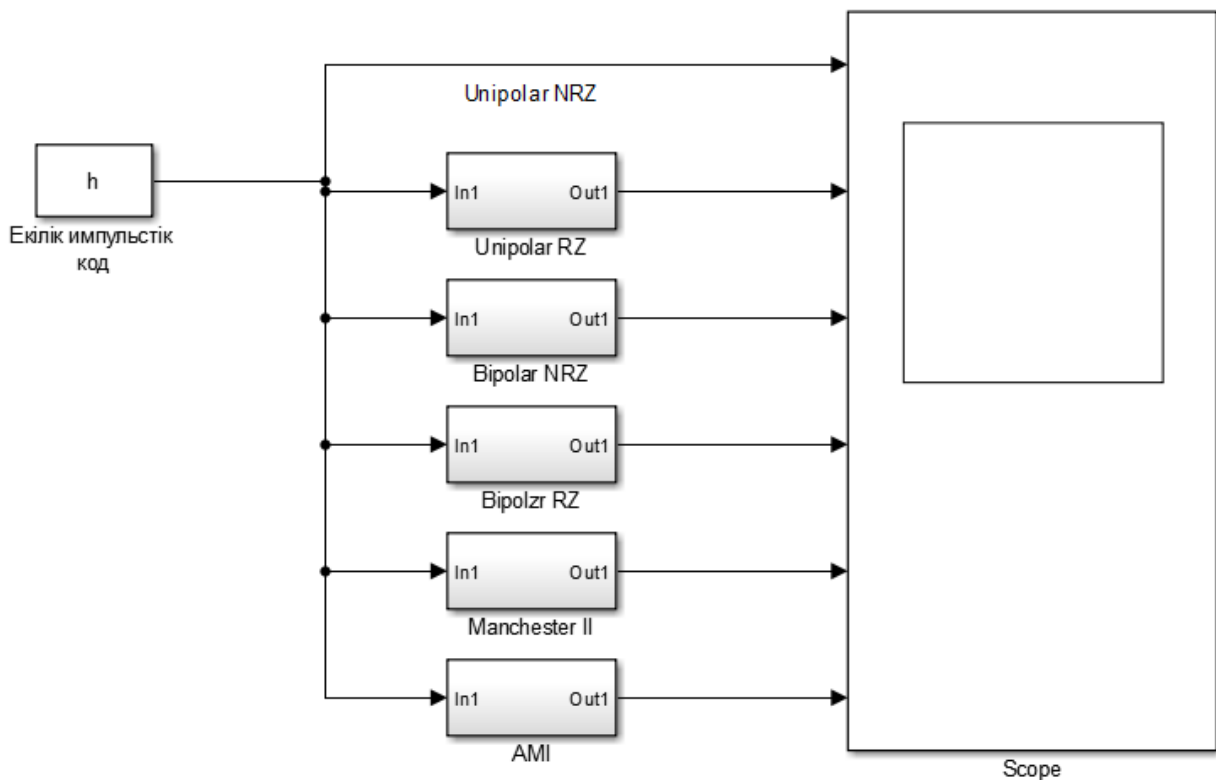 Unipolar NRZ
h
Екілік импульстік
код
In1 Out1
Unipolar RZ
In1 Out1
Bipolar NRZ
In1 Out1
Bipolzr RZ
In1 Out1
Manchester II
In1 Out1
AMI
Scope